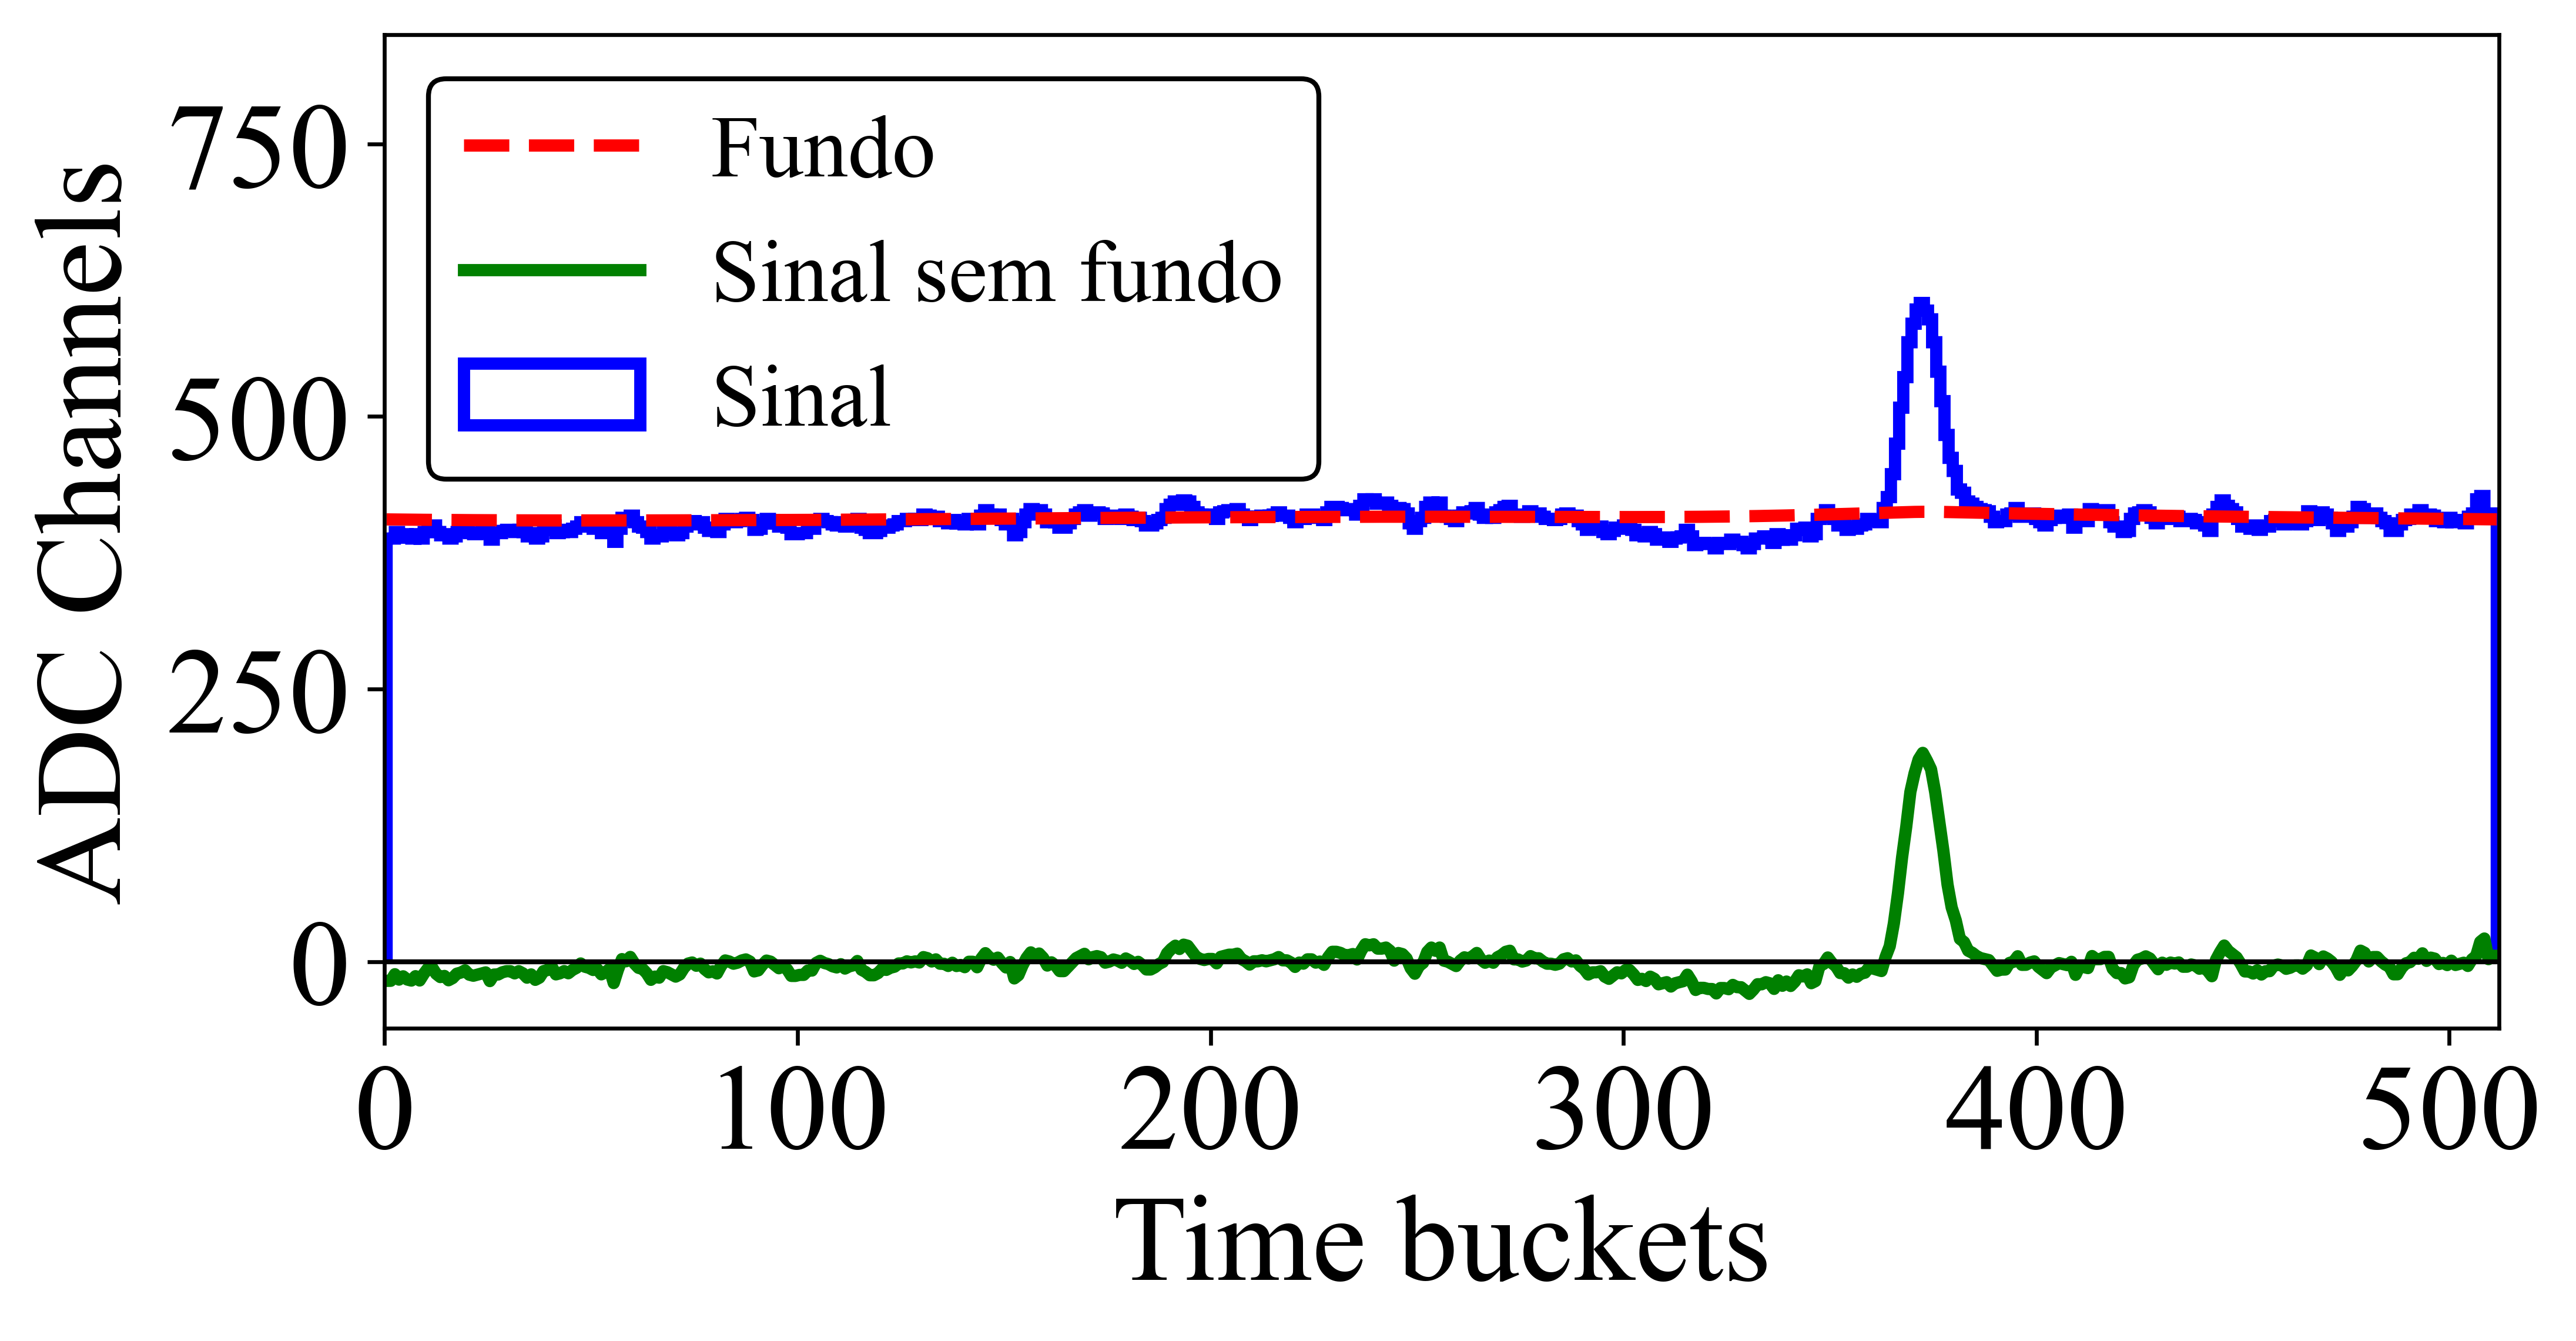 750
500
250
0
ADC Channels
Fundo
Sinal sem fundo
Sinal
0 100 200 300 400 500
Time buckets